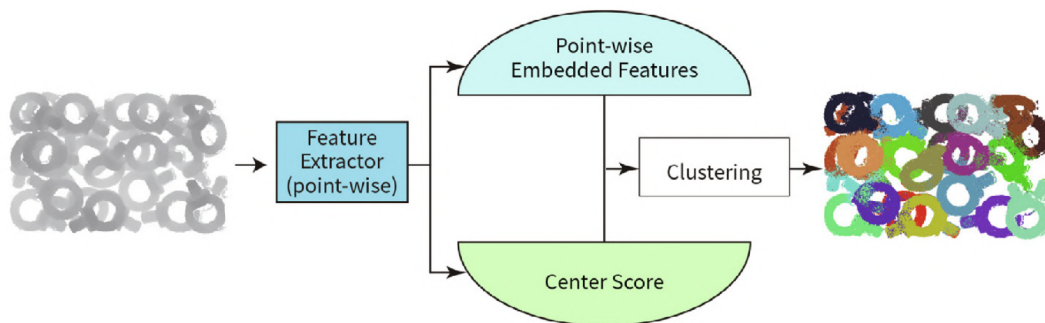 Point-wise
Embedded Features
Feature
Extractor
(point-wise)
Clustering
Center Score